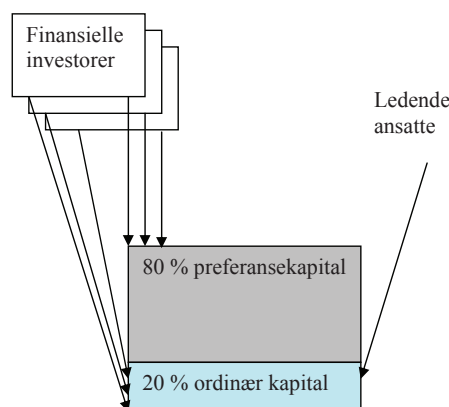 Finansielle
investorer
Ledende
ansatte
80 % preferansekapital
20 % ordinær kapital